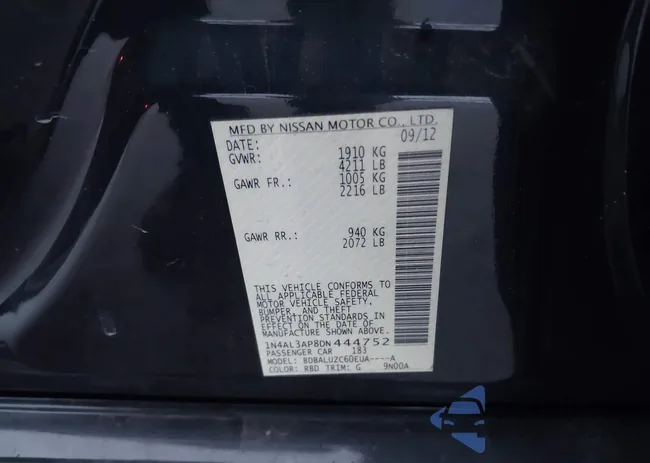 MFD BY NISSAN MOTOR CO., LTD.
DATE: 09/12
GVWR: 1910 KG
4211 LB
GAWR FR.: 1005 KG
2216 LB
GAWR RR.: 940 KG
2072 LB
THIS VEHICLE CONFORMS TO
ALL APPLICABLE FEDERAL
MOTOR VEHICLE SAFETY,
BUMPER, AND THEFT
PREVENTION STANDARDS IN
EFFECT ON THE DATE OF
MANUFACTURE SHOWN ABOVE.
1N4AL3AP8DN444752
PASSENGER CAR 183
MODEL: BDBALUZC60EUA----A
COLOR: RBD TRIM: G 9N00A